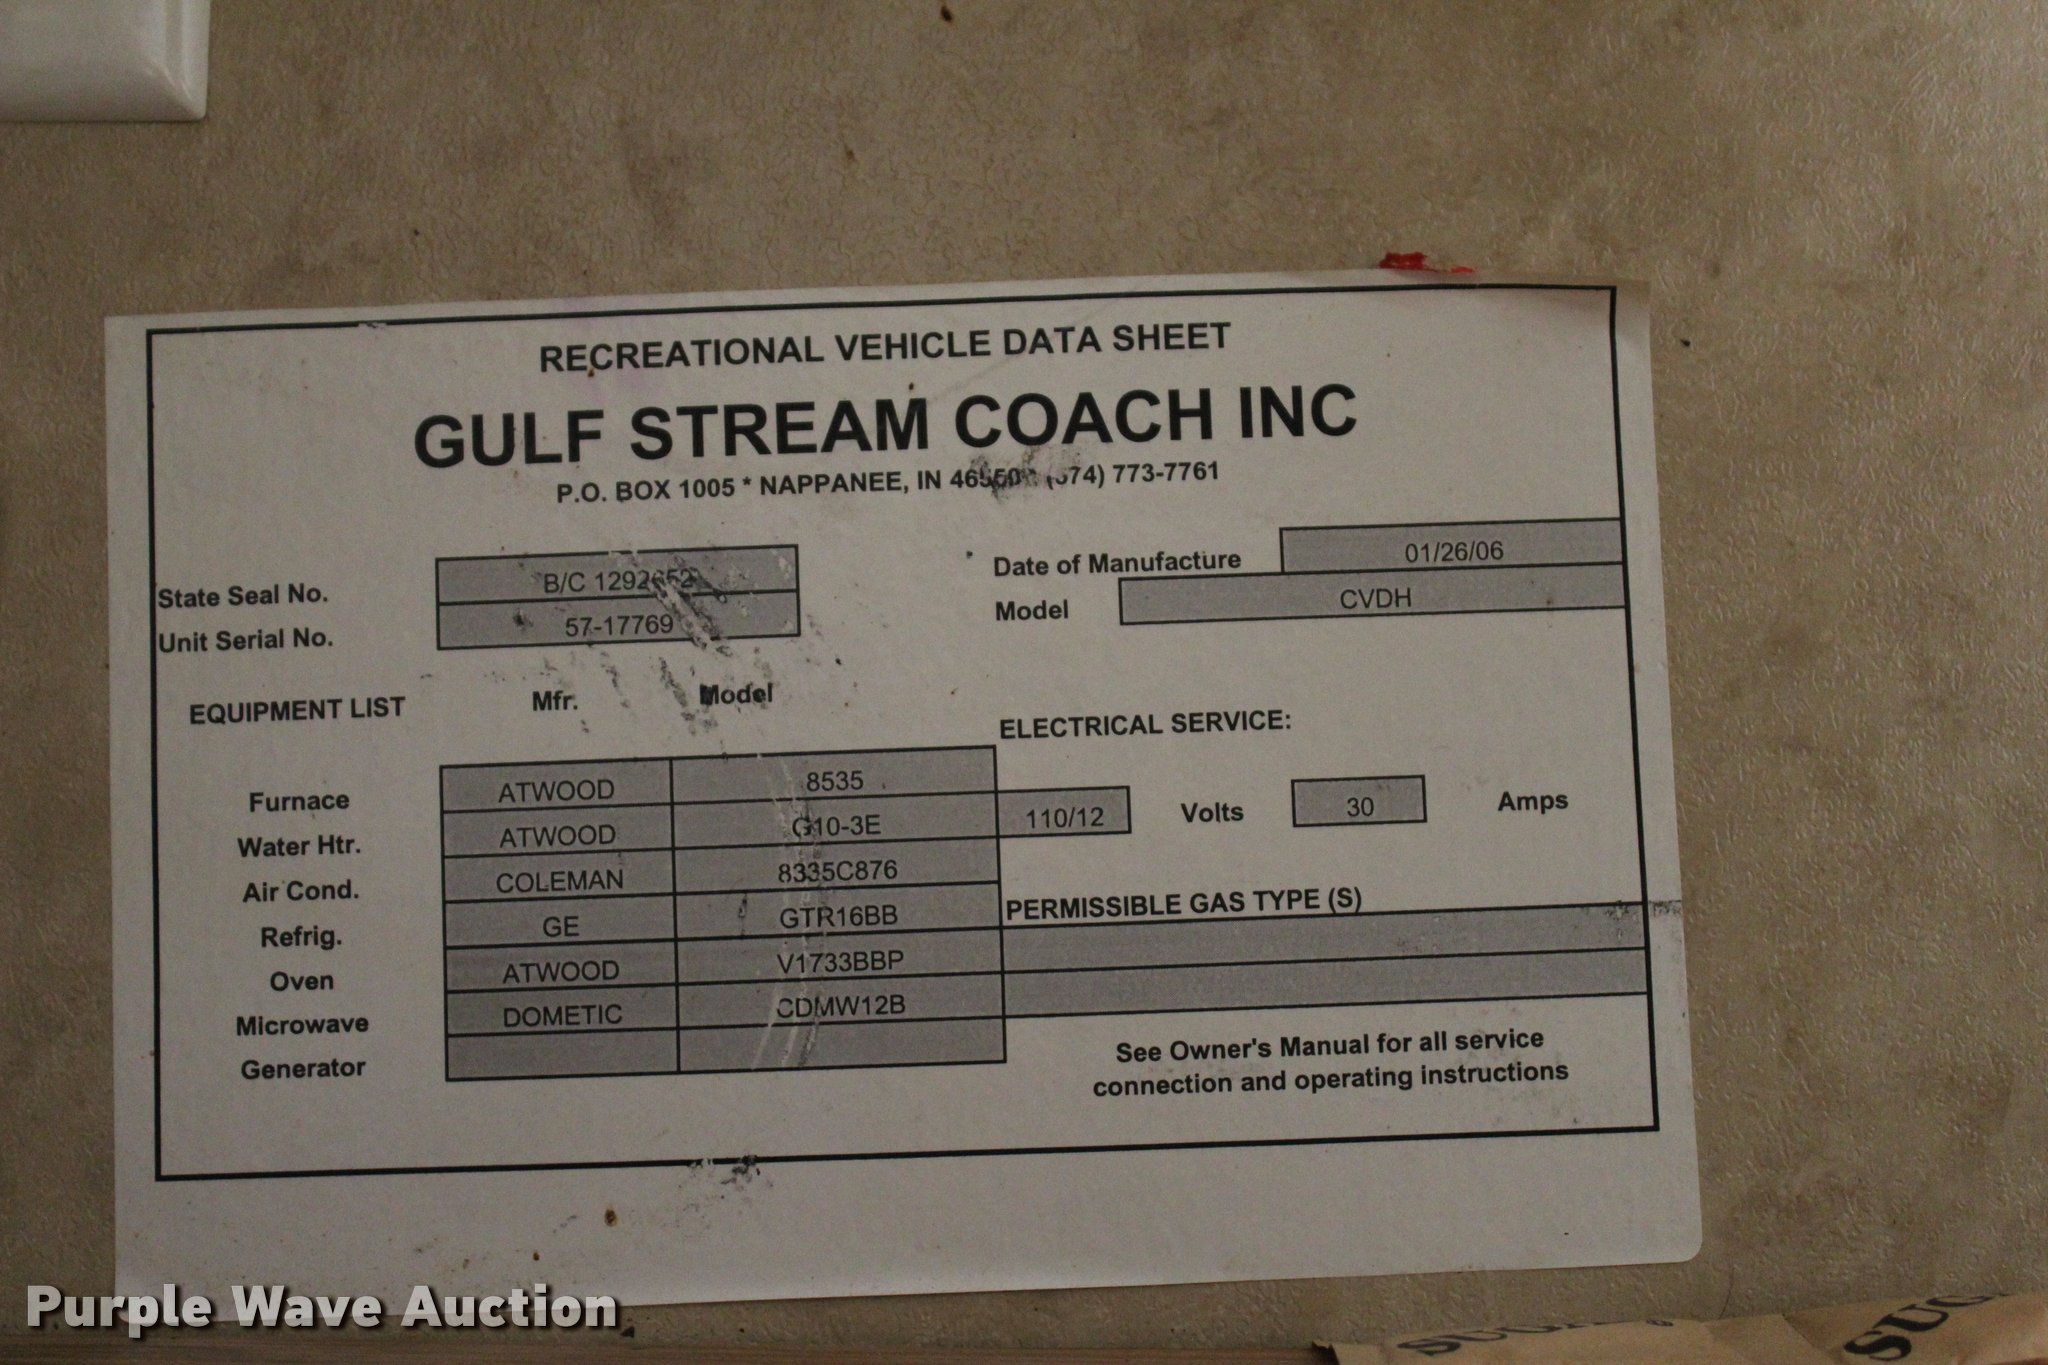 RECREATIONAL VEHICLE DATA SHEET
GULF STREAM COACH INC
P.O. BOX 1005 * NAPPANEE, IN 46550 * (574) 773-7761
State Seal No. B/C 1292652
Unit Serial No. 57-17769
Date of Manufacture 01/26/06
Model CVDH
EQUIPMENT LIST Mfr. Model
Furnace ATWOOD 8535
Water Htr. ATWOOD G10-3E
Air Cond. COLEMAN 8335C876
Refrig. GE GTR16BB
Oven ATWOOD V1733BBP
Microwave DOMETIC CDMW12B
Generator
ELECTRICAL SERVICE:
110/12 Volts 30 Amps
PERMISSIBLE GAS TYPE (S)
See Owner's Manual for all service
connection and operating instructions
Purple Wave Auction